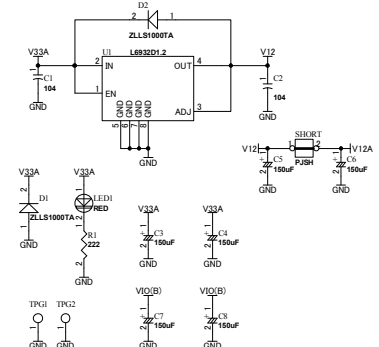 D2
2 1
ZLLS1000TA
V33A U1 L6932D1.2 V12
2 IN OUT 4
C1
104
GND
1 EN
ADJ 3
GND GND GND GND
5 6 7 8
GND
C2
104
GND
SHORT
V12 1 2 V12A
PJSH
C5
150uF
GND
C6
150uF
GND
V33A V33A
D1
ZLLS1000TA
GND
LED1
RED
R1
222
GND
V33A V33A
C3
150uF
GND
C4
150uF
GND
TPG1 TPG2
1 1
GND GND
VIO(B) VIO(B)
C7
150uF
GND
C8
150uF
GND